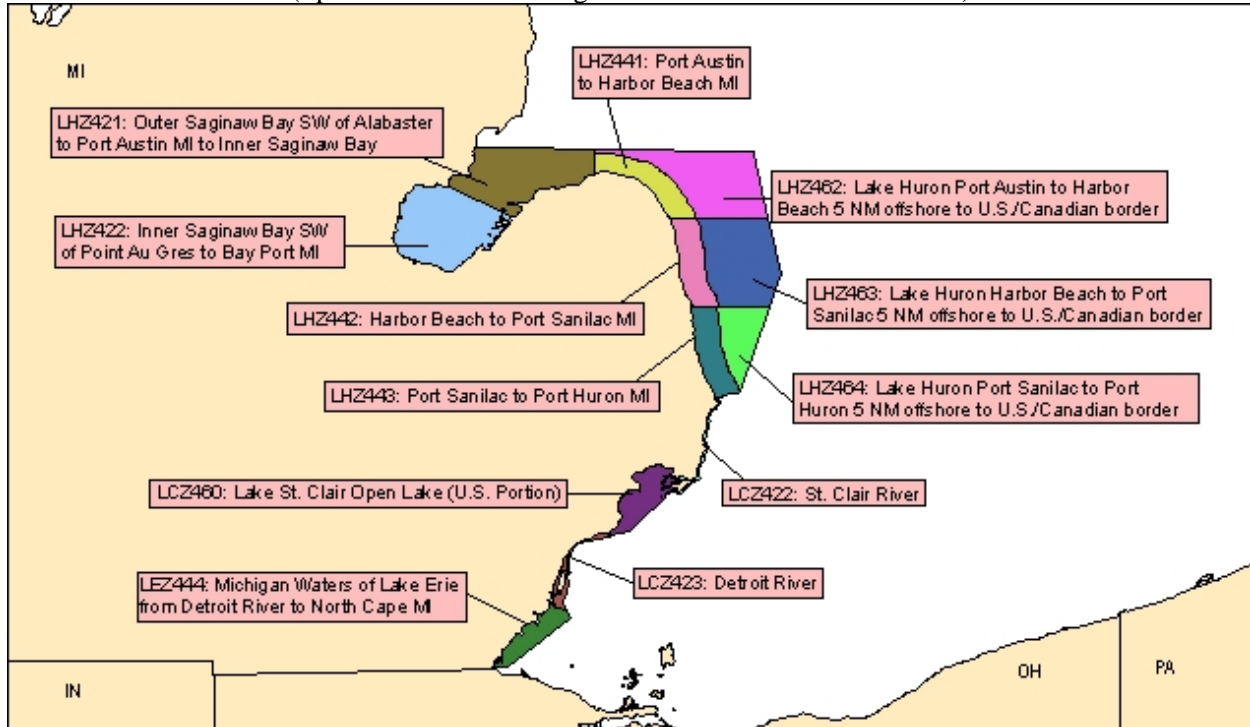 MI
LHZ441: Port Austin
to Harbor Beach MI
LHZ421: Outer Saginaw Bay SW of Alabaster
to Port Austin MI to Inner Saginaw Bay
LHZ462: Lake Huron Port Austin to Harbor
Beach 5 NM offshore to U.S./Canadian border
LHZ422: Inner Saginaw Bay SW
of Point Au Gres to Bay Port MI
LHZ463: Lake Huron Harbor Beach to Port
Sanilac 5 NM offshore to U.S./Canadian border
LHZ442: Harbor Beach to Port Sanilac MI
LHZ443: Port Sanilac to Port Huron MI
LHZ464: Lake Huron Port Sanilac to Port
Huron 5 NM offshore to U.S./Canadian border
LCZ460: Lake St. Clair Open Lake (U.S. Portion)
LCZ422: St. Clair River
LCZ423: Detroit River
LEZ444: Michigan Waters of Lake Erie
from Detroit River to North Cape MI
IN
OH
PA